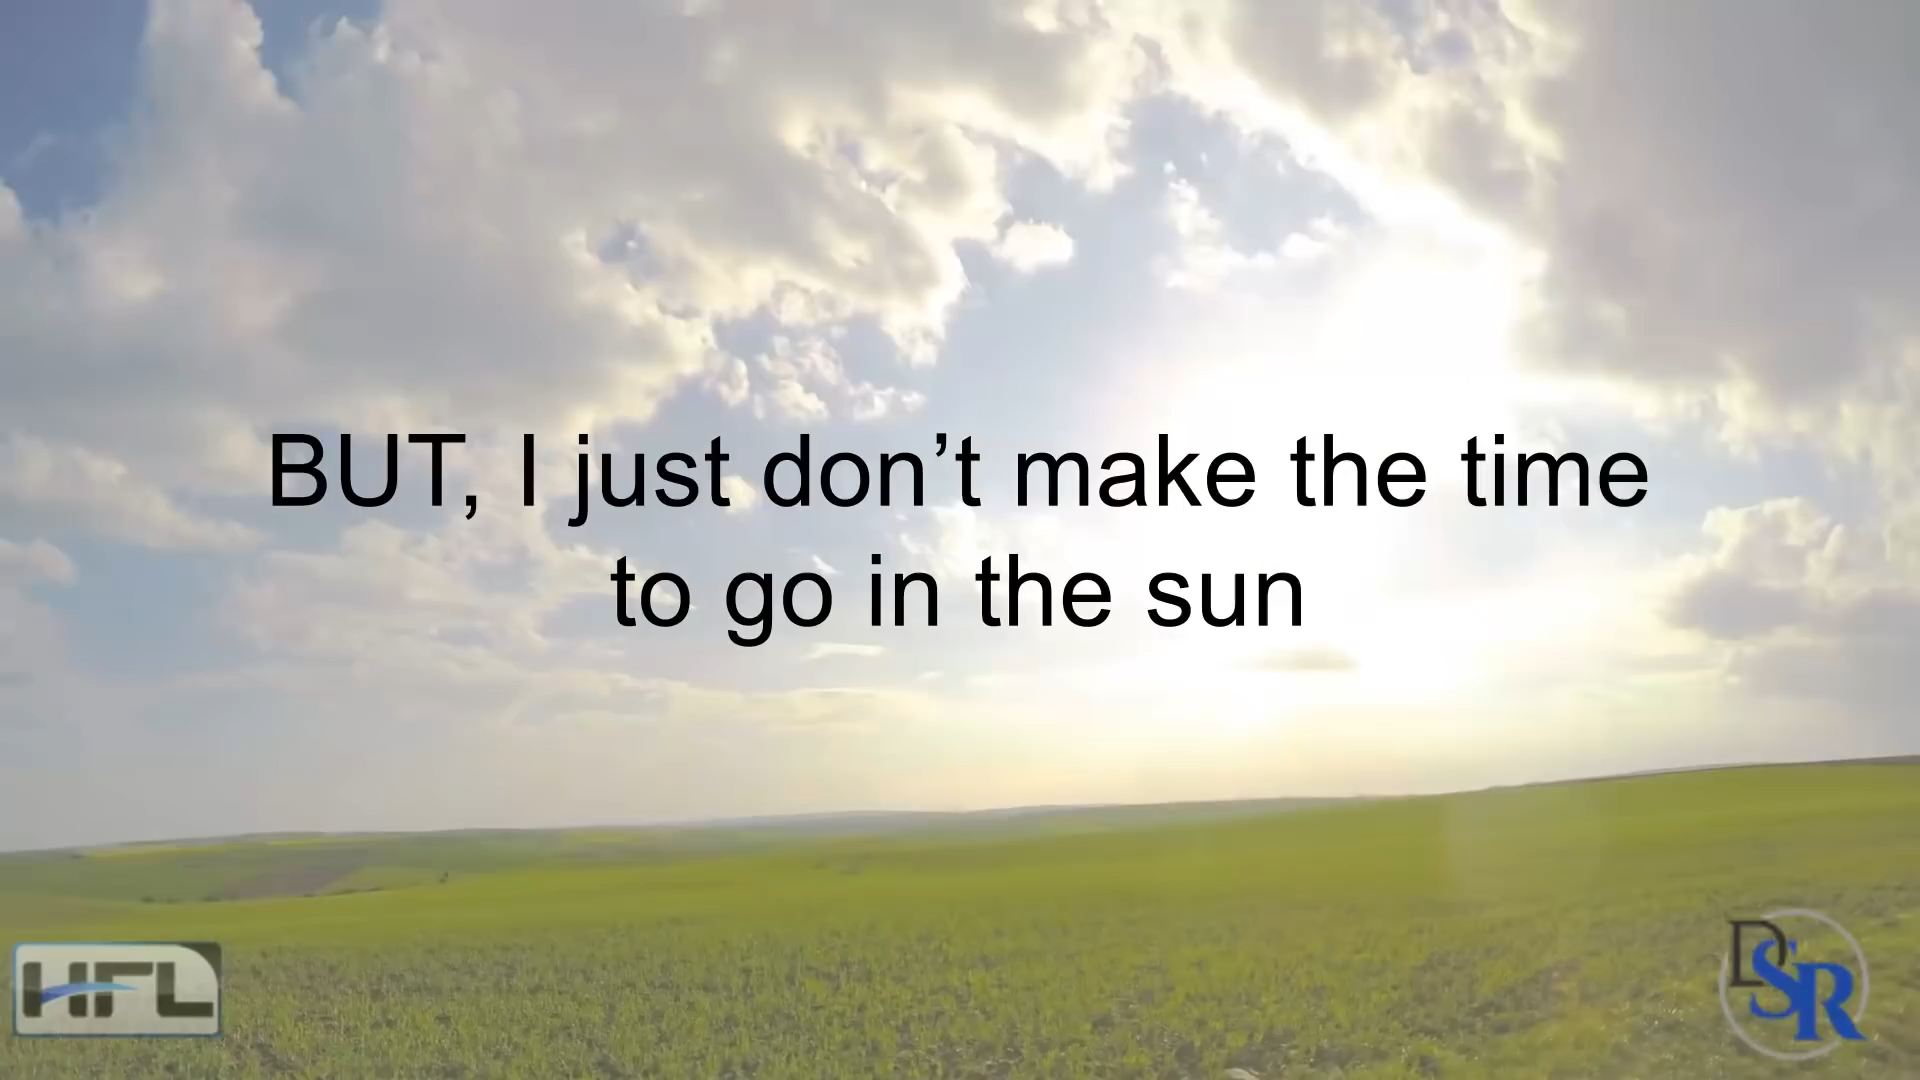 BUT, I just don’t make the time
to go in the sun
HFL
DSR